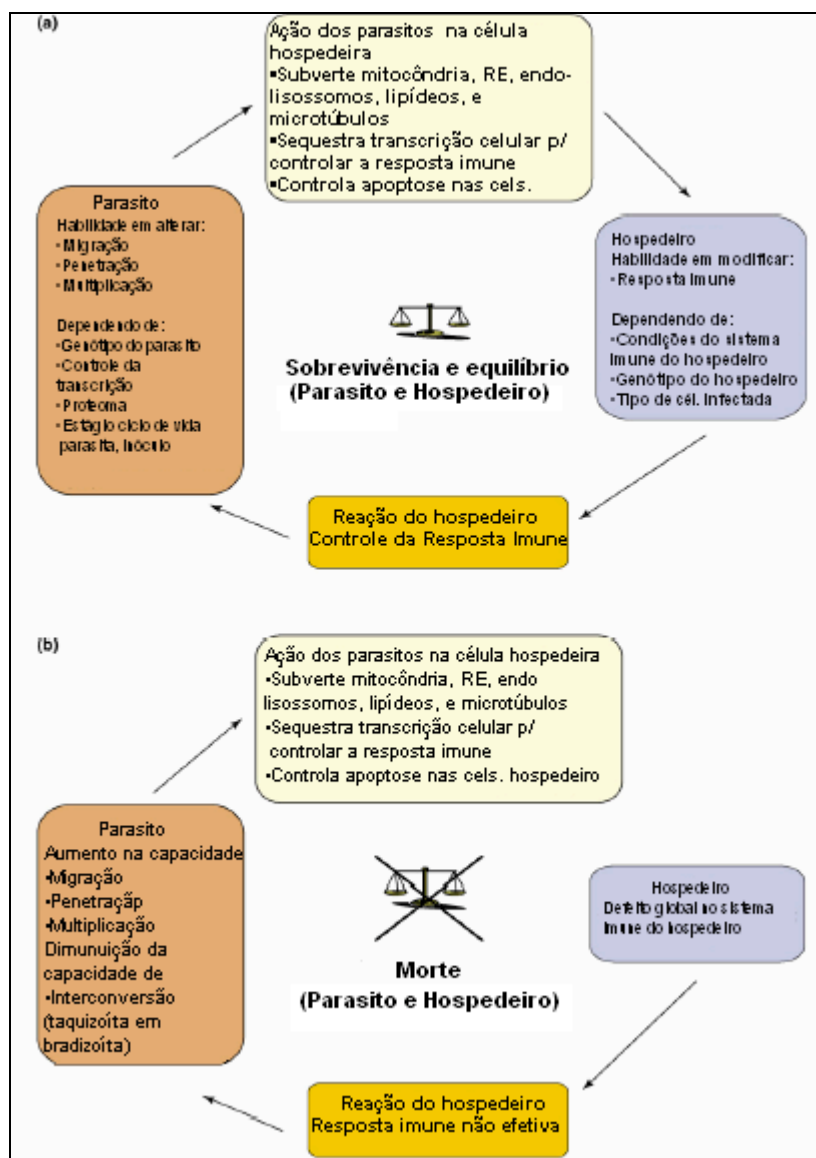 (a)
Ação dos parasitos na célula
hospedeira
▪Subverte mitocôndria, RE, endo-
lisossomos, lipídeos, e
microtúbulos
▪Sequestra transcrição celular p/
controlar a resposta imune
▪Controla apoptose nas cels.
Parasito
Habilidade em alterar:
•Migração
•Penetração
•Multiplicação
Dependendo de:
•Genótipo do parasito
•Controle da
transcrição
•Proteoma
•Estágio ciclo de vida
parasita, inóculo
Hospedeiro
Habilidade em modificar:
•Resposta Imune
Dependendo de:
•Condições do sistema
Imune do hospedeiro
•Genótipo do hospedeiro
•Tipo de cél. Infectada
Sobrevivência e equilíbrio
(Parasito e Hospedeiro)
Reação do hospedeiro
Controle da Resposta Imune
(b)
Ação dos parasitos na célula hospedeira
•Subverte mitocôndria, RE, endo
lisossomos, lipídeos, e microtúbulos
•Sequestra transcrição celular p/
controlar a resposta imune
•Controla apoptose nas cels. hospedeiro
Parasito
Aumento na capacidade
•Migração
•Penetraçãp
•Multiplicação
Dimunuição da
capacidade de
•Interconversão
(taquizoíta em
bradizoíta)
Hospedeiro
Defeito global no sistema
Imune do hospedeiro
Morte
(Parasito e Hospedeiro)
Reação do hospedeiro
Resposta imune não efetiva